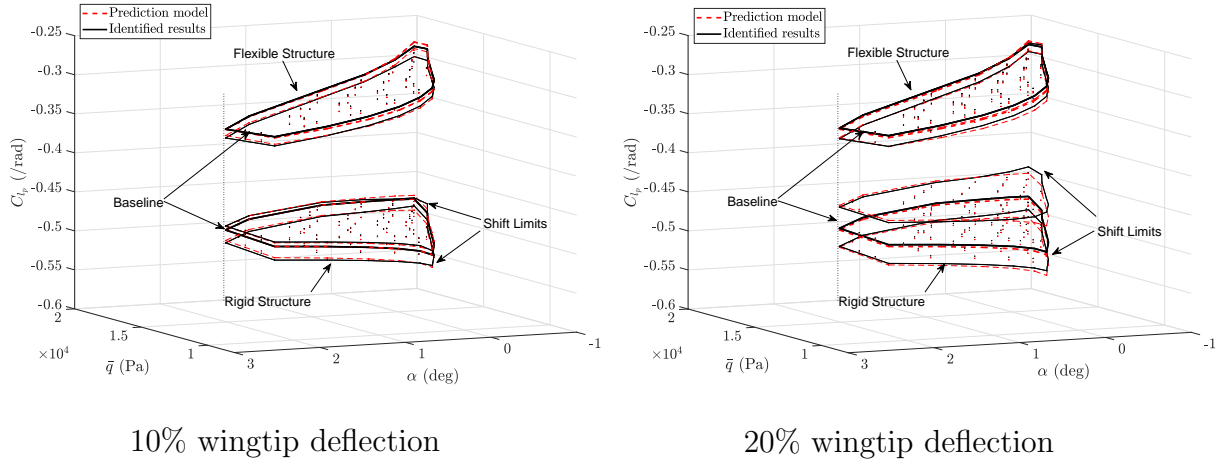 Prediction model
Identified results
-0.25
-0.3
-0.35
-0.4
-0.45
-0.5
-0.55
-0.6
C_{l_p} (/rad)
Flexible Structure
Baseline
Shift Limits
Rigid Structure
2
1.5
1
×10⁴
q̄ (Pa)
3
2
1
0
-1
α (deg)
10% wingtip deflection
Prediction model
Identified results
-0.25
-0.3
-0.35
-0.4
-0.45
-0.5
-0.55
-0.6
C_{l_p} (/rad)
Flexible Structure
Baseline
Shift Limits
Rigid Structure
2
1.5
1
×10⁴
q̄ (Pa)
3
2
1
0
-1
α (deg)
20% wingtip deflection